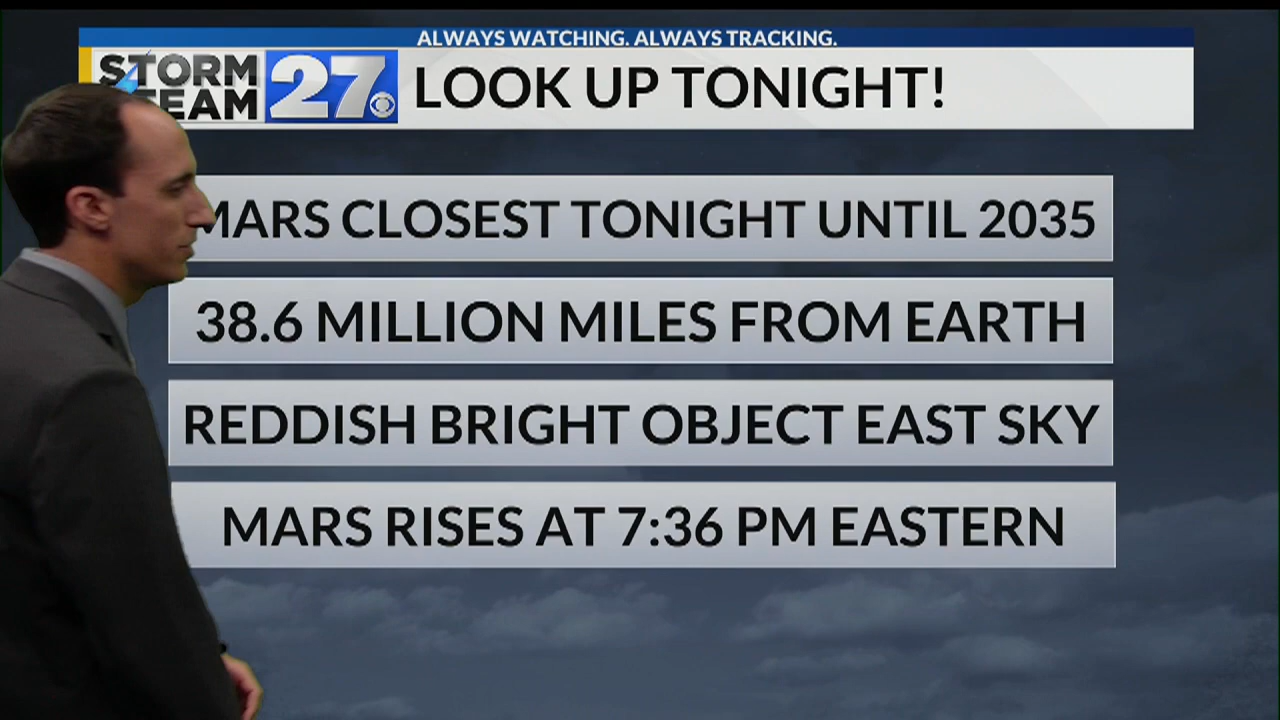 ALWAYS WATCHING. ALWAYS TRACKING.
STORM TEAM 27
LOOK UP TONIGHT!
MARS CLOSEST TONIGHT UNTIL 2035
38.6 MILLION MILES FROM EARTH
REDDISH BRIGHT OBJECT EAST SKY
MARS RISES AT 7:36 PM EASTERN